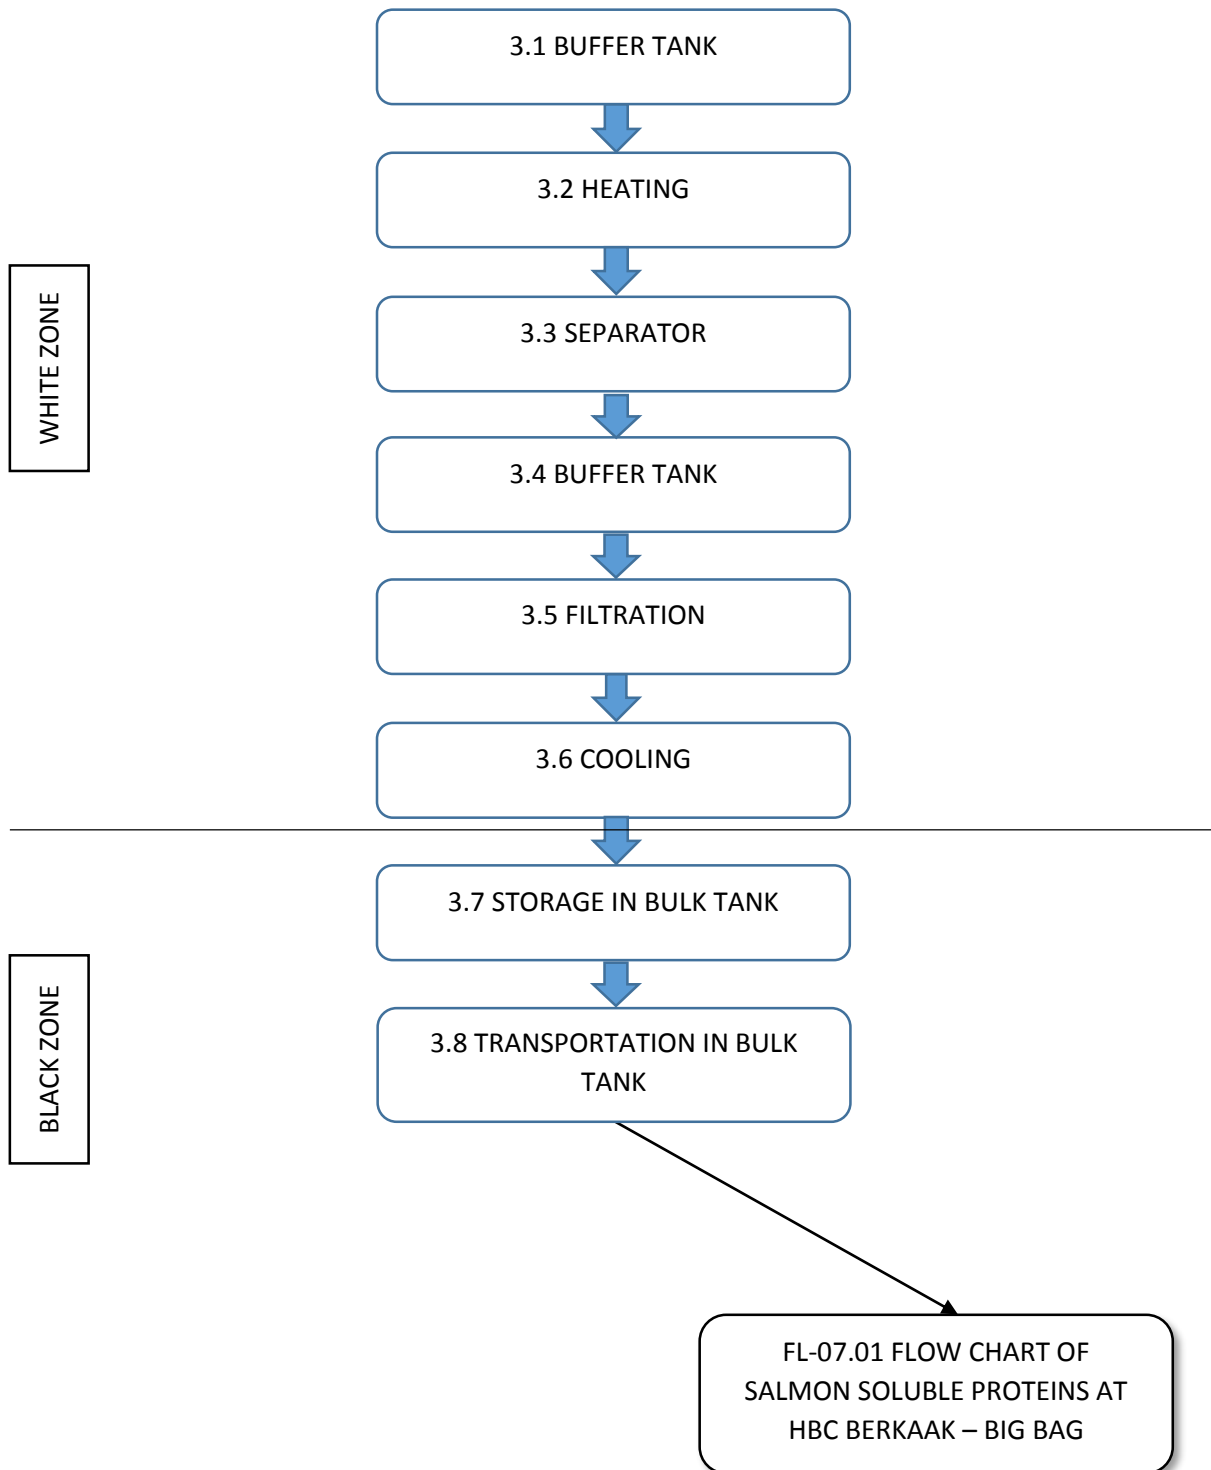 3.1 BUFFER TANK
3.2 HEATING
WHITE ZONE
3.3 SEPARATOR
3.4 BUFFER TANK
3.5 FILTRATION
3.6 COOLING
3.7 STORAGE IN BULK TANK
BLACK ZONE
3.8 TRANSPORTATION IN BULK
TANK
FL-07.01 FLOW CHART OF
SALMON SOLUBLE PROTEINS AT
HBC BERKAAK – BIG BAG